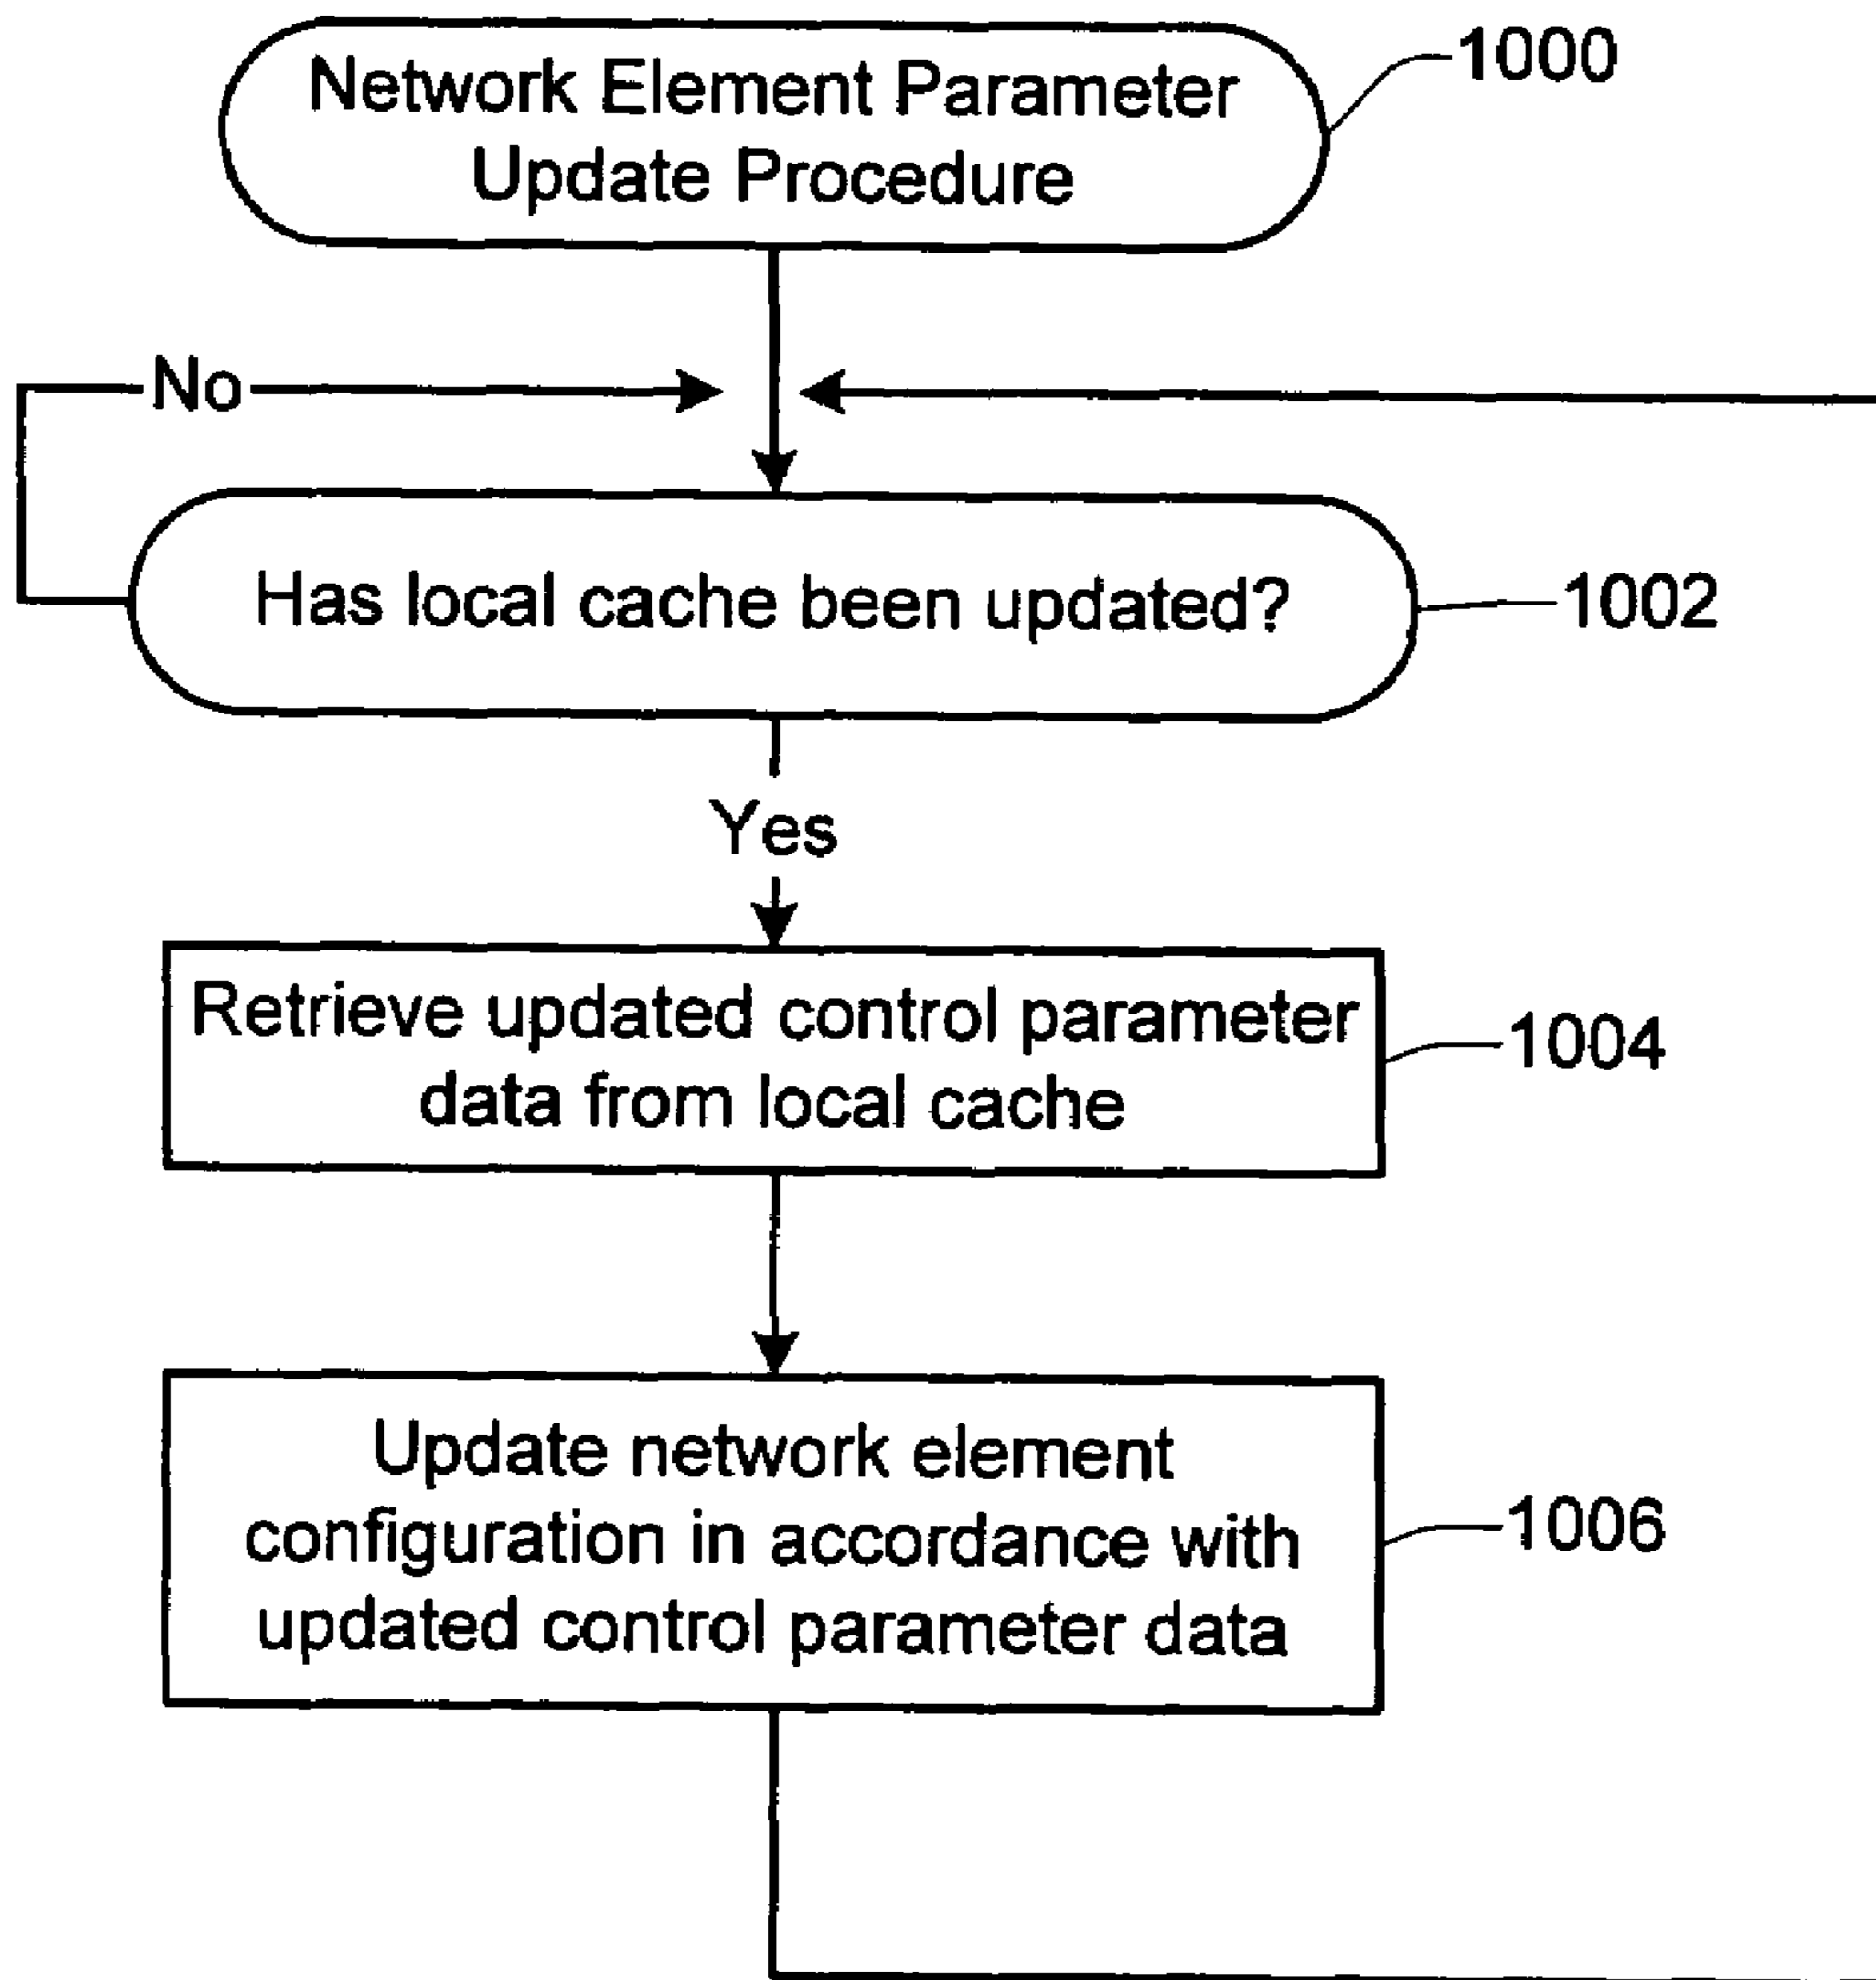 Network Element Parameter
Update Procedure
1000
No
Has local cache been updated?
1002
Yes
Retrieve updated control parameter
data from local cache
1004
Update network element
configuration in accordance with
updated control parameter data
1006